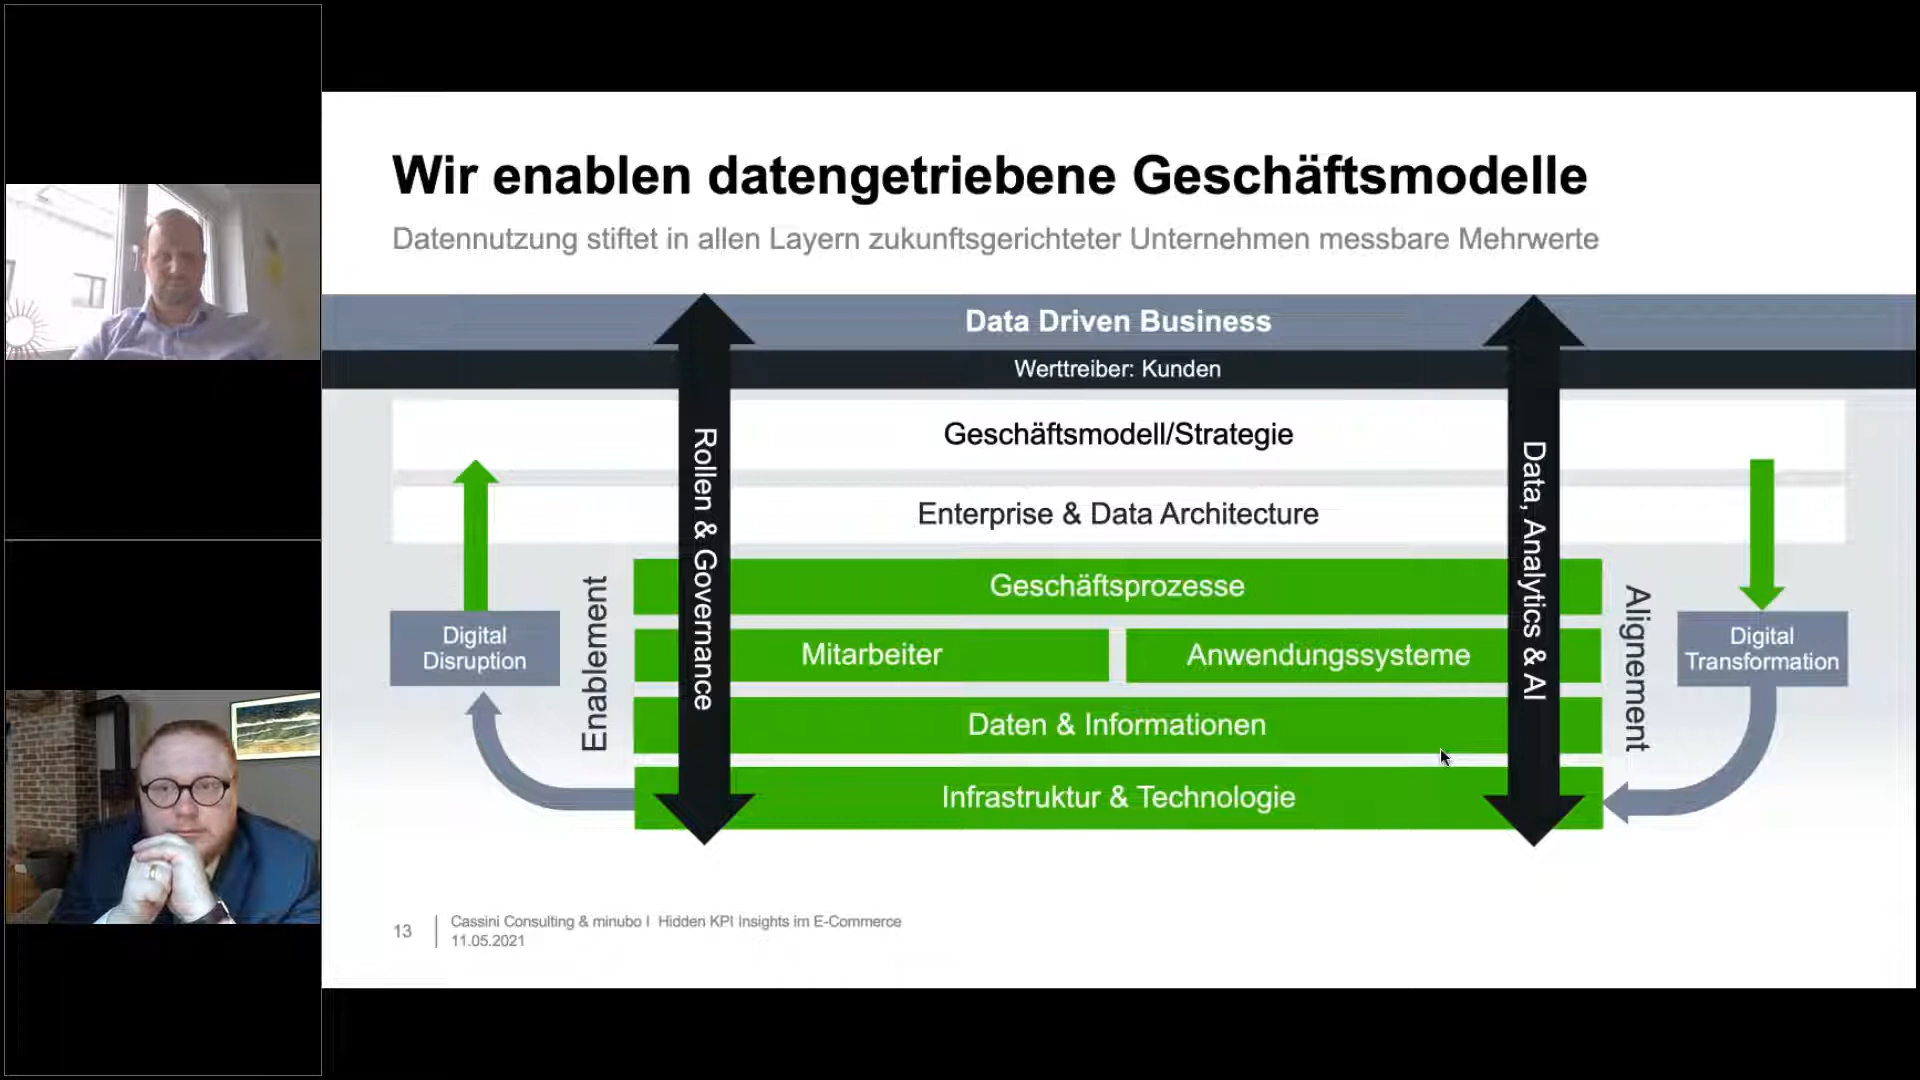 Wir enablen datengetriebene Geschäftsmodelle
Datennutzung stiftet in allen Layern zukunftsgerichteter Unternehmen messbare Mehrwerte
Data Driven Business
Werttreiber: Kunden
Geschäftsmodell/Strategie
Enterprise & Data Architecture
Rollen & Governance
Data, Analytics & AI
Digital
Disruption
Enablement
Geschäftsprozesse
Mitarbeiter
Anwendungssysteme
Daten & Informationen
Infrastruktur & Technologie
Alignement
Digital
Transformation
13
Cassini Consulting & minubo I Hidden KPI Insights im E-Commerce
11.05.2021